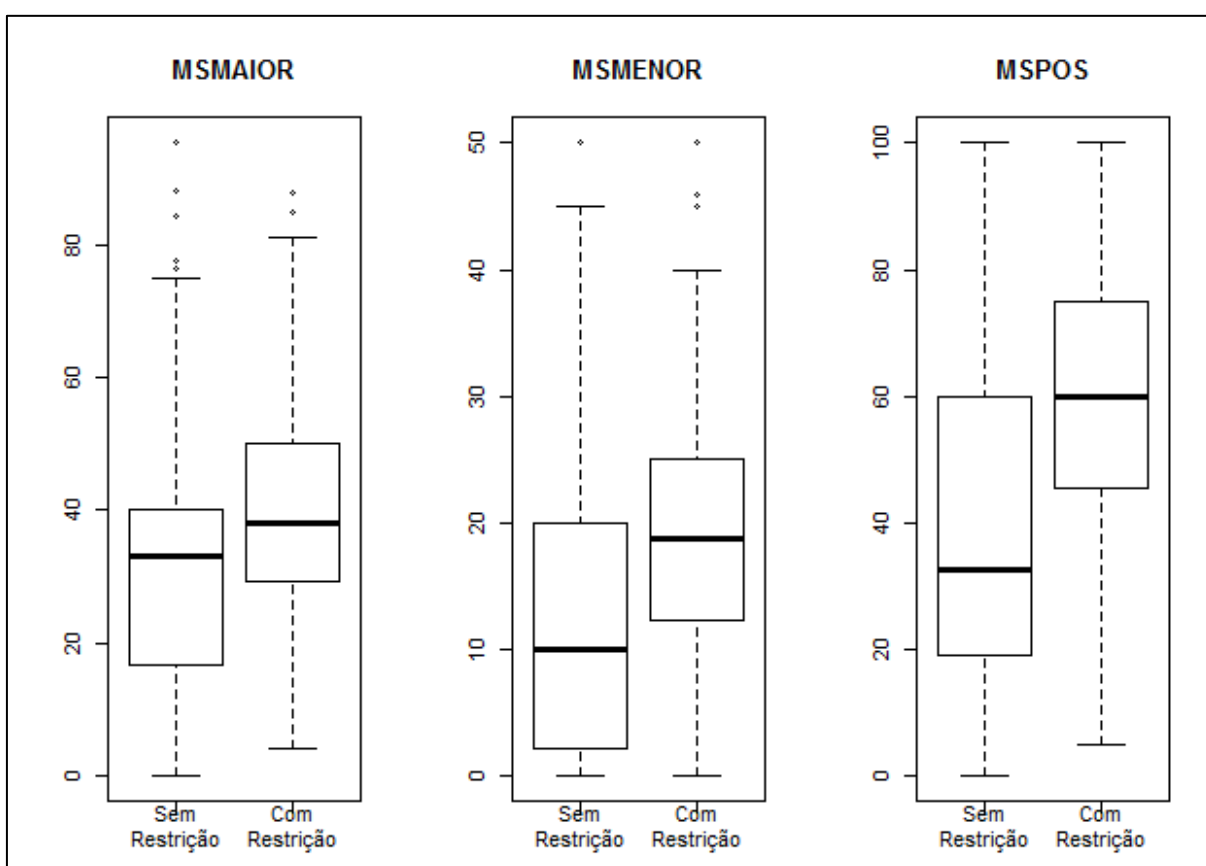 MSMAIOR
80
60
40
20
0
Sem
Restrição
Com
Restrição
MSMENOR
50
40
30
20
10
0
Sem
Restrição
Com
Restrição
MSPOS
100
80
60
40
20
0
Sem
Restrição
Com
Restrição